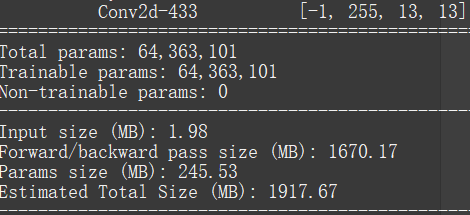 Conv2d-433 [-1, 255, 13, 13]
================================================================
Total params: 64,363,101
Trainable params: 64,363,101
Non-trainable params: 0
----------------------------------------------------------------
Input size (MB): 1.98
Forward/backward pass size (MB): 1670.17
Params size (MB): 245.53
Estimated Total Size (MB): 1917.67
----------------------------------------------------------------